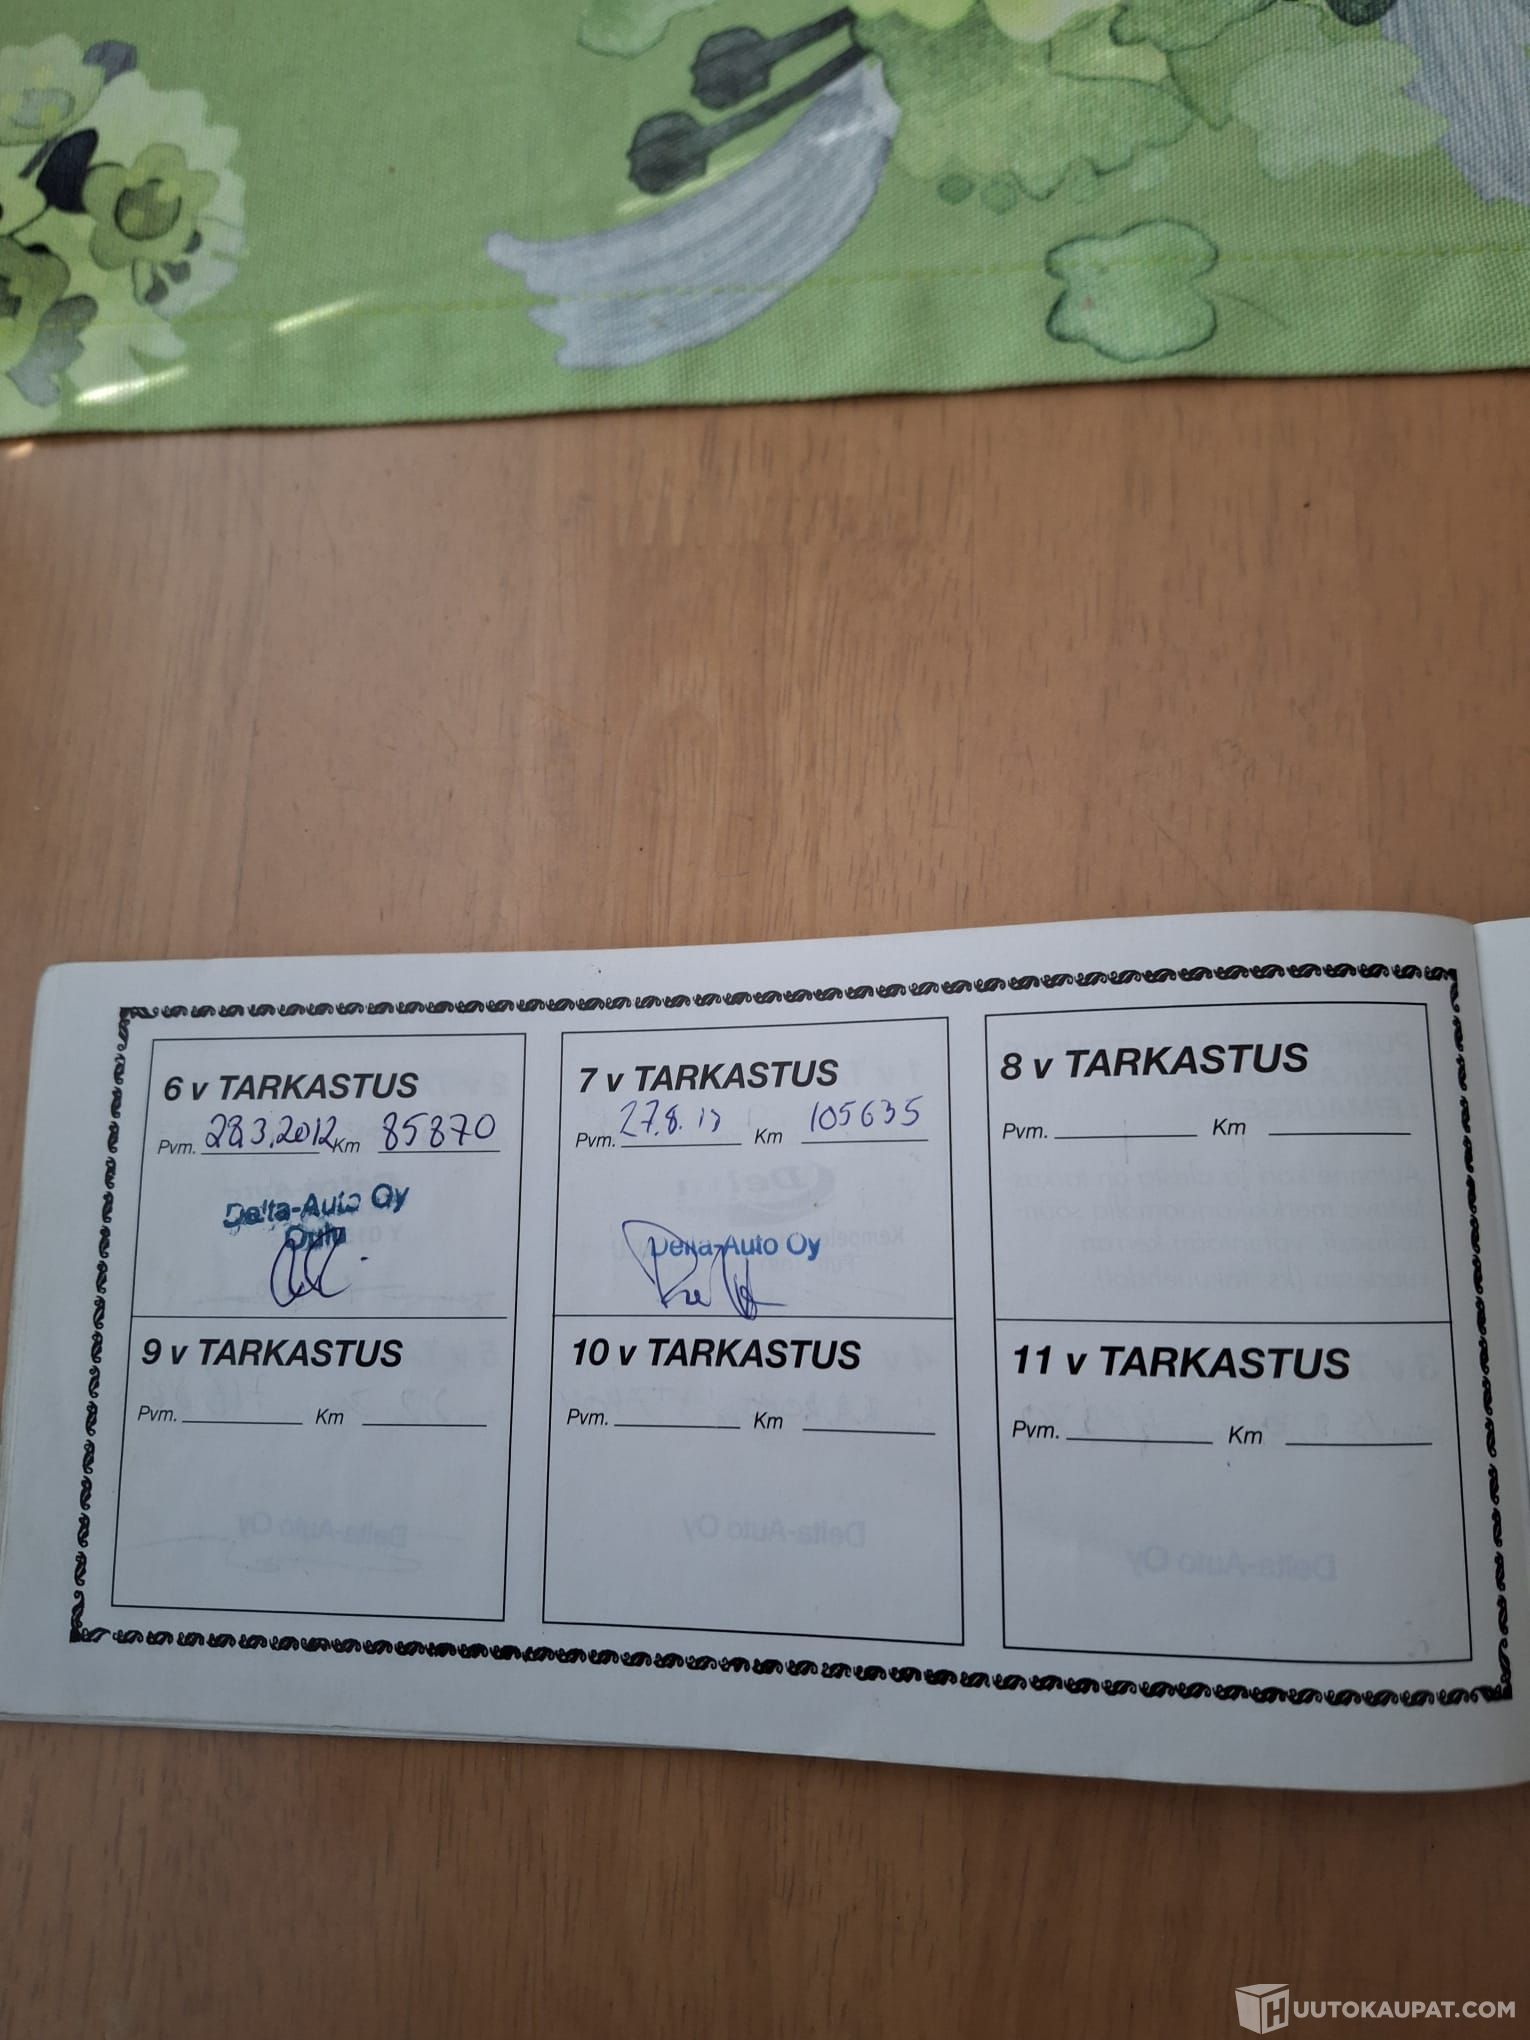 6 v TARKASTUS
Pvm. 28.3.2012 Km 85870
Delta-Auto Oy
Oulu
7 v TARKASTUS
Pvm. 27.8. Km 105635
Delta-Auto Oy
8 v TARKASTUS
Pvm. Km
9 v TARKASTUS
Pvm. Km
10 v TARKASTUS
Pvm. Km
11 v TARKASTUS
Pvm. Km
HUUTOKAUPAT.COM